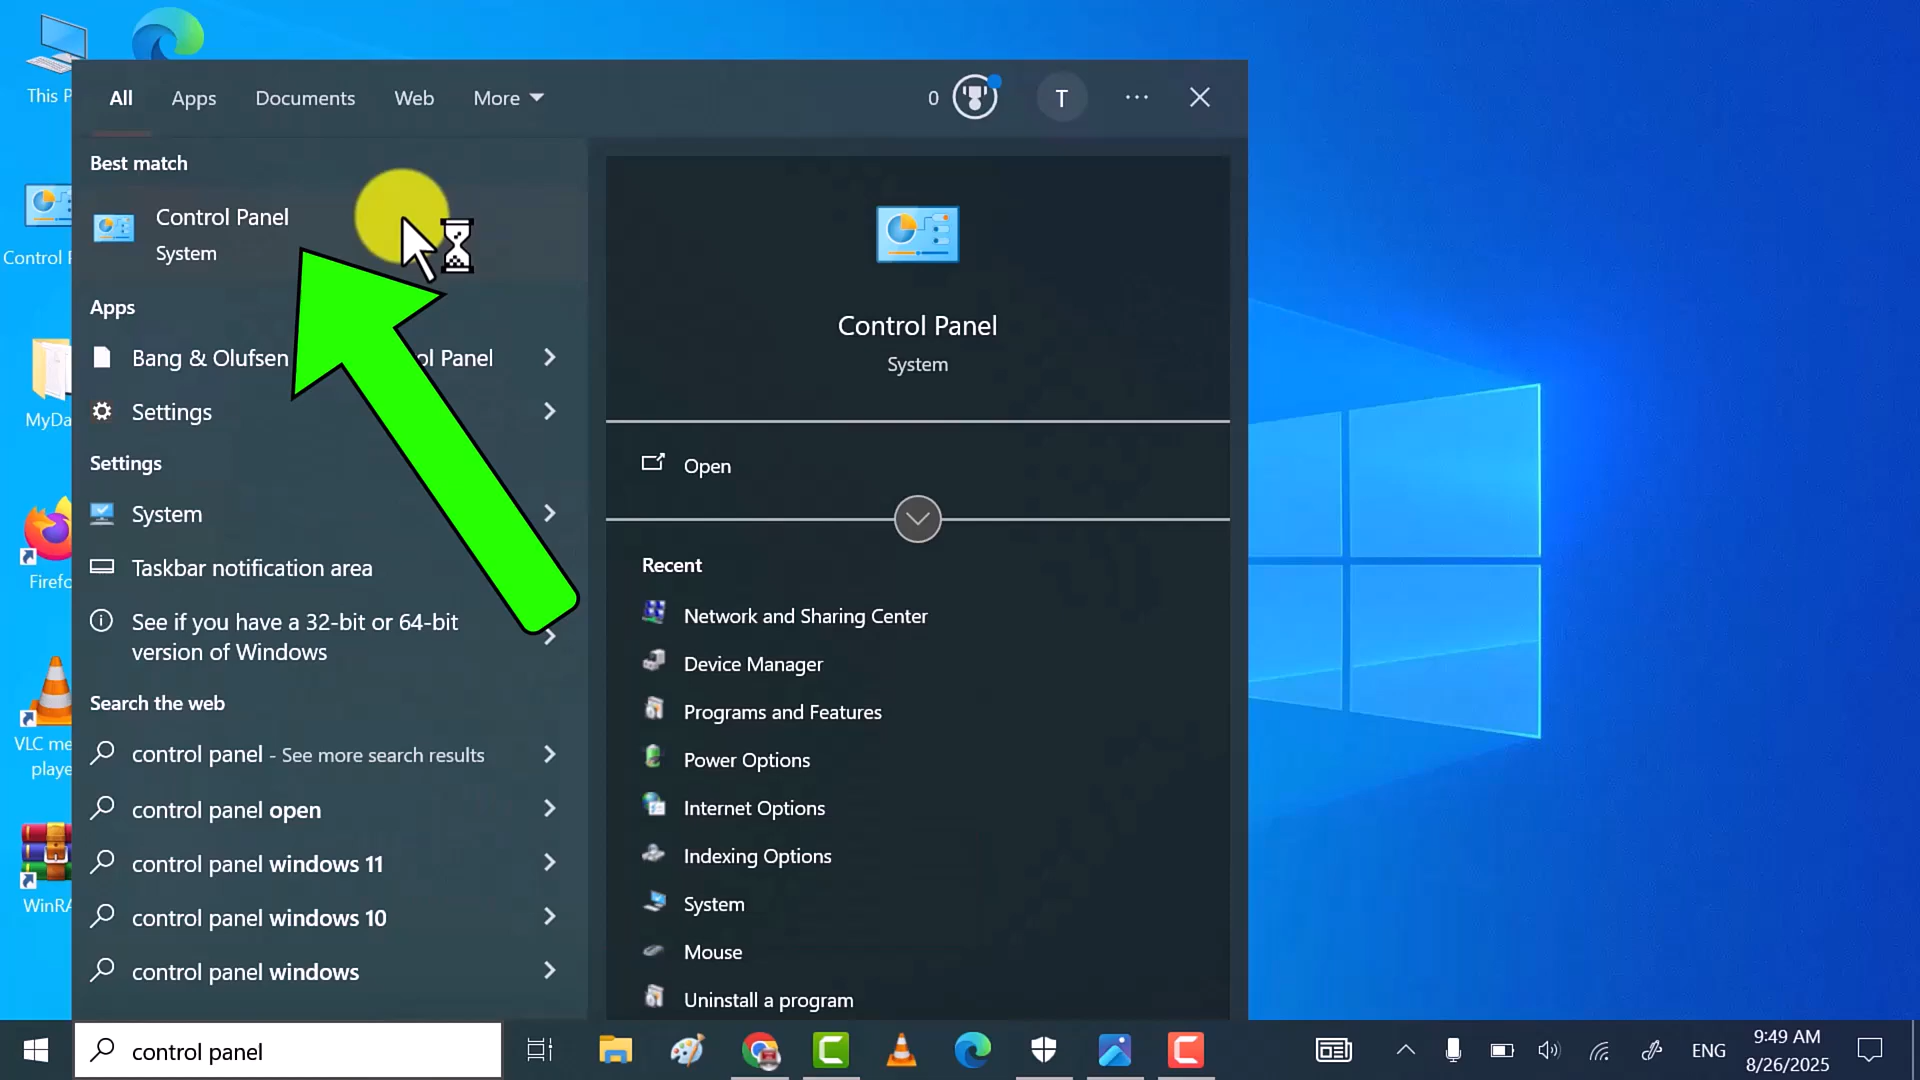 This P
Control P
MyDa
Firefo
VLC me
playe
WinRA
All Apps Documents Web More
0
T
Best match
Control Panel
System
Apps
Bang & Olufsen ol Panel
Settings
Settings
System
Taskbar notification area
See if you have a 32-bit or 64-bit
version of Windows
Search the web
control panel - See more search results
control panel open
control panel windows 11
control panel windows 10
control panel windows
Control Panel
System
Open
Recent
Network and Sharing Center
Device Manager
Programs and Features
Power Options
Internet Options
Indexing Options
System
Mouse
Uninstall a program
control panel
ENG
9:49 AM
8/26/2025